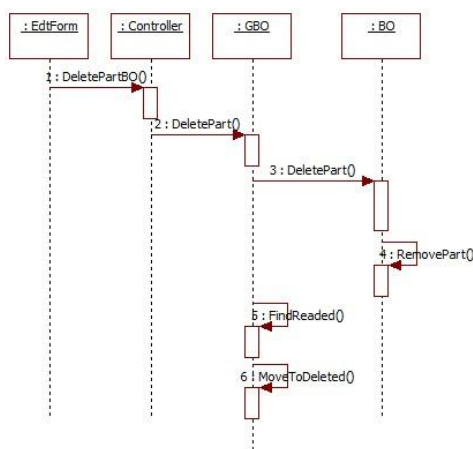 : EdtForm
: Controller
: GBO
: BO
1 : DeletePartBO()
2 : DeletePart()
3 : DeletePart()
4 : RemovePart()
5 : FindReaded()
6 : MoveToDeleted()